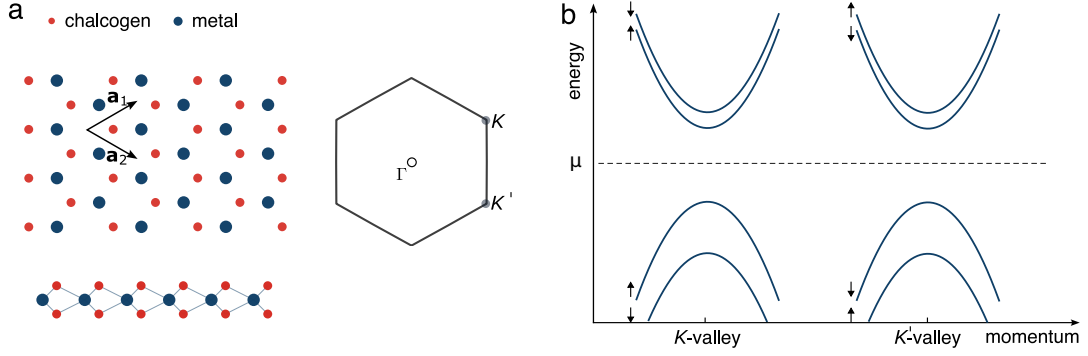 a
chalcogen metal
a1
a2
Γ
K
K'
b
energy
μ
K-valley
K'-valley
momentum